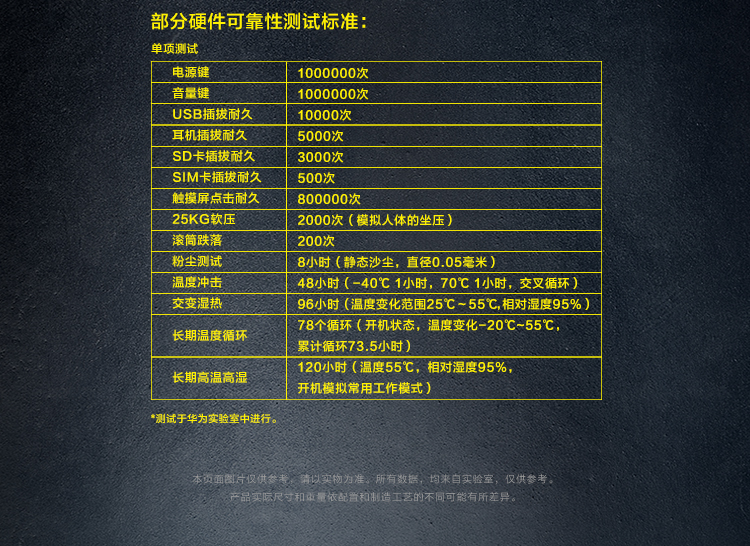 部分硬件可靠性测试标准：
单项测试
电源键 1000000次
音量键 1000000次
USB插拔耐久 10000次
耳机插拔耐久 5000次
SD卡插拔耐久 3000次
SIM卡插拔耐久 500次
触摸屏点击耐久 800000次
25KG软压 2000次（模拟人体的坐压）
滚筒跌落 200次
粉尘测试 8小时（静态沙尘，直径0.05毫米）
温度冲击 48小时（-40℃ 1小时，70℃ 1小时，交叉循环）
交变湿热 96小时（温度变化范围25℃~55℃,相对湿度95%）
长期温度循环 78个循环（开机状态，温度变化-20℃~55℃，
累计循环73.5小时）
长期高温高湿 120小时（温度55℃，相对湿度95%，
开机模拟常用工作模式）
*测试于华为实验室中进行。
本页面图片仅供参考，请以实物为准。所有数据，均来自实验室，仅供参考。
产品实际尺寸和重量依配置和制造工艺的不同可能有所差异。